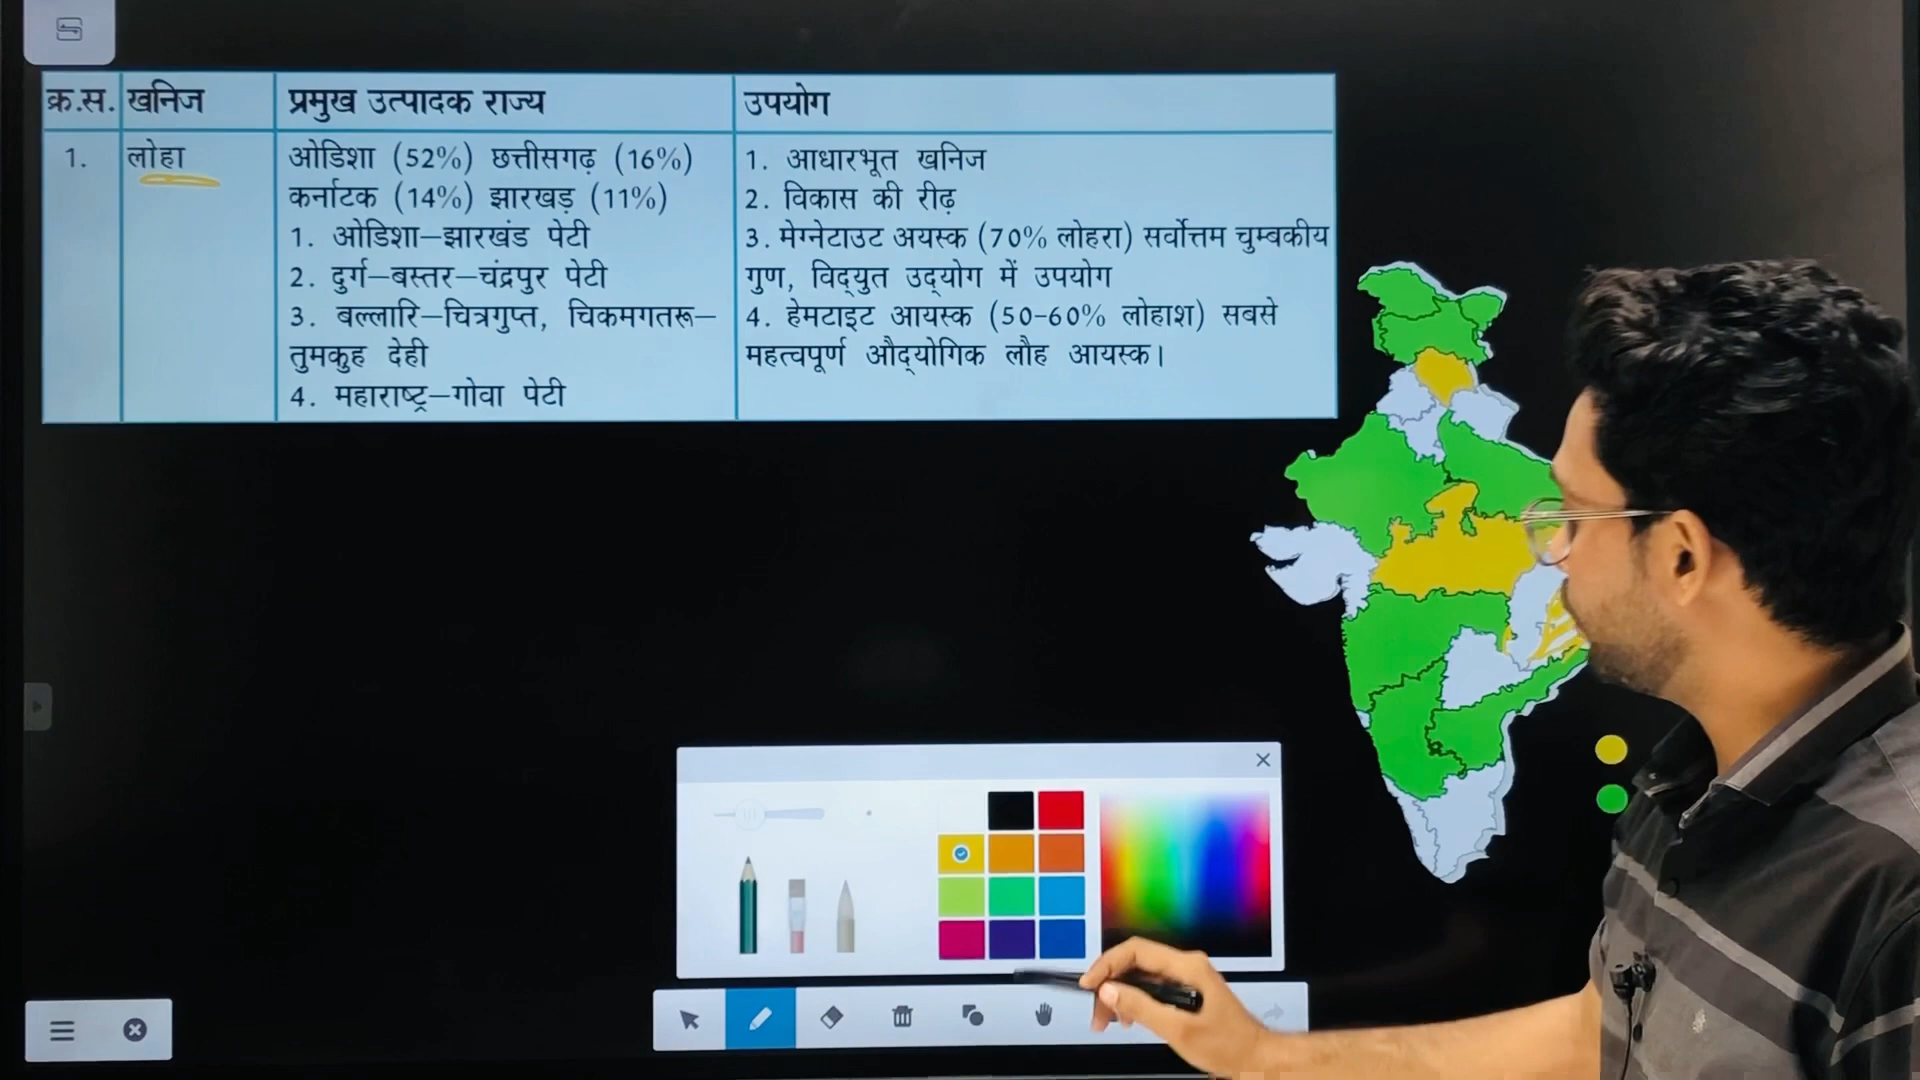 क्र.स. खनिज प्रमुख उत्पादक राज्य उपयोग
1. लोहा
ओडिशा (52%) छत्तीसगढ़ (16%)
कर्नाटक (14%) झारखड़ (11%)
1. ओडिशा–झारखंड पेटी
2. दुर्ग–बस्तर–चंद्रपुर पेटी
3. बल्लारि–चित्रगुप्त, चिकमगतरू–
तुमकुह देही
4. महाराष्ट्र–गोवा पेटी
1. आधारभूत खनिज
2. विकास की रीढ़
3. मेग्नेटाउट अयस्क (70% लोहरा) सर्वोत्तम चुम्बकीय
गुण, विद्युत उद्योग में उपयोग
4. हेमटाइट आयस्क (50-60% लोहाश) सबसे
महत्वपूर्ण औद्योगिक लौह आयस्क।